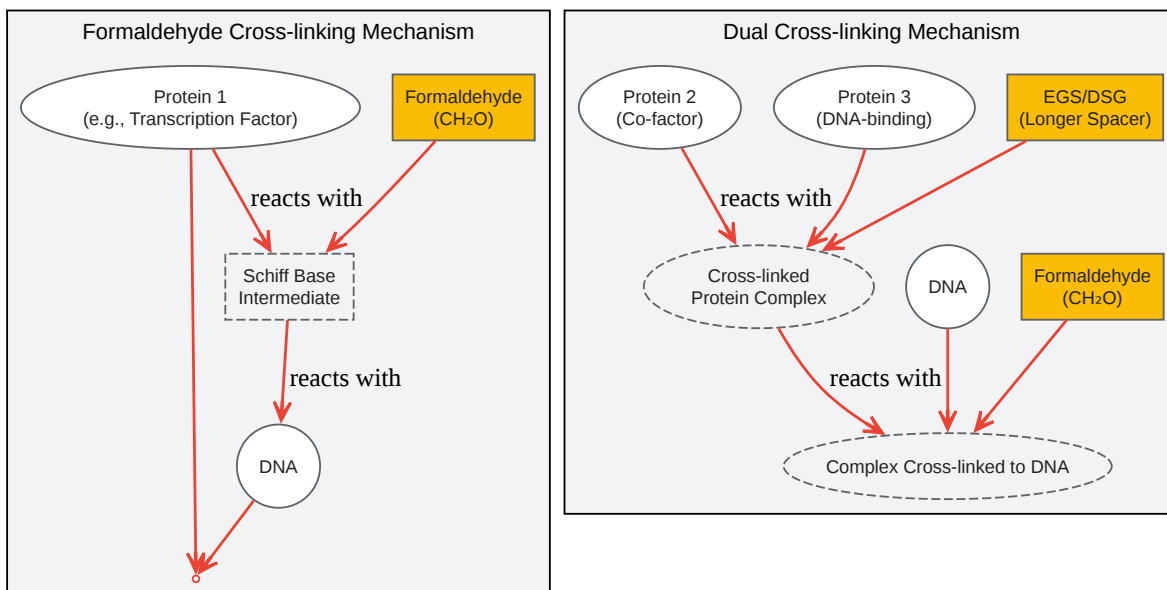 Formaldehyde Cross-linking Mechanism
Protein 1
(e.g., Transcription Factor)
Formaldehyde
(CH₂O)
reacts with
Schiff Base
Intermediate
reacts with
DNA
Dual Cross-linking Mechanism
Protein 2
(Co-factor)
Protein 3
(DNA-binding)
EGS/DSG
(Longer Spacer)
reacts with
Cross-linked
Protein Complex
DNA
Formaldehyde
(CH₂O)
reacts with
Complex Cross-linked to DNA